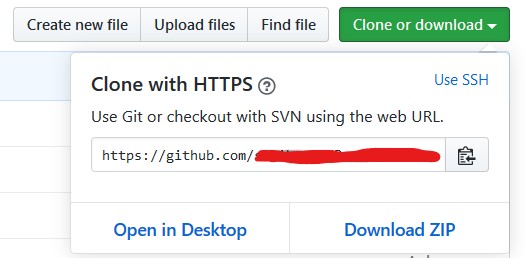 Create new file Upload files Find file Clone or download
Clone with HTTPS ? Use SSH
Use Git or checkout with SVN using the web URL.
https://github.com/
Open in Desktop Download ZIP